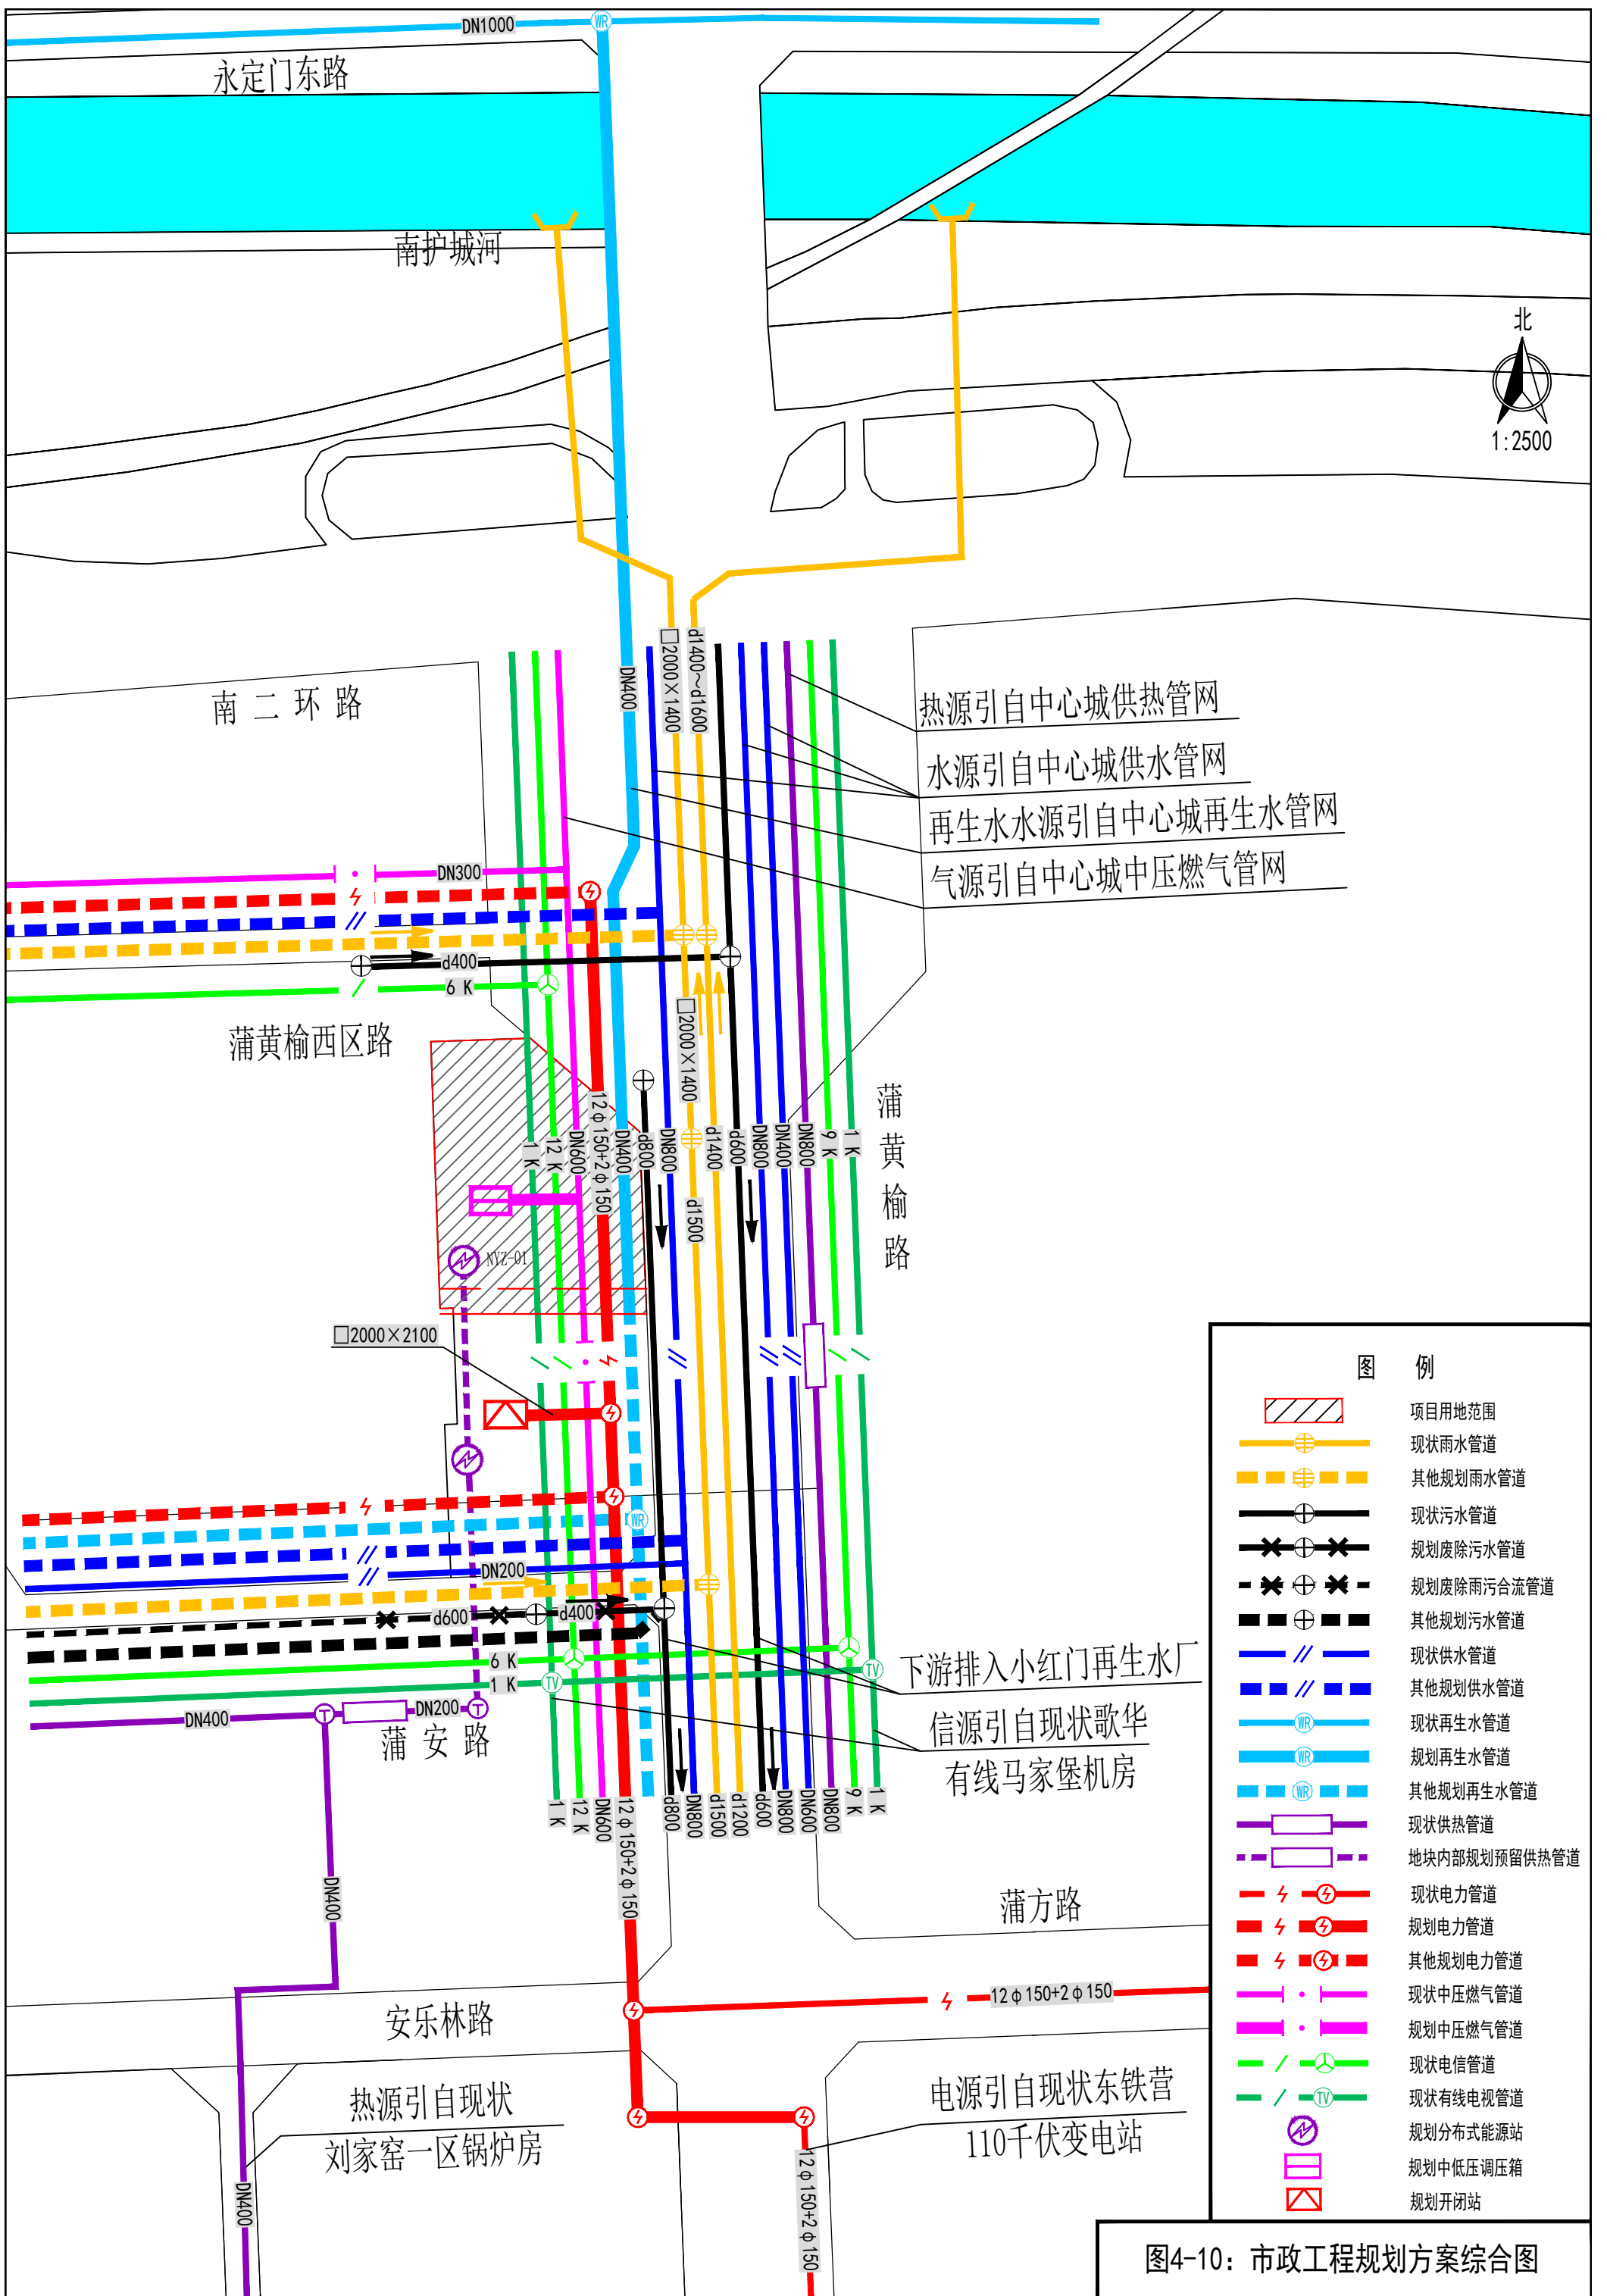 DN1000
WR
永定门东路
南护城河
北
1:2500
DN400
□2000×1400
d1400～d1600
南二环路
热源引自中心城供热管网
水源引自中心城供水管网
再生水水源引自中心城再生水管网
气源引自中心城中压燃气管网
DN300
d400
6 K
蒲黄榆西区路
□2000×1400
蒲黄榆路
1 K
12 K
DN600
12φ150+2φ150
DN400
d800
DN800
d1400
d600
DN800
DN400
DN800
9 K
1 K
d1500
NYZ-01
□2000×2100
WR
DN200
d600
d400
6 K
1 K
TV
TV
DN400
T
DN200
T
蒲安路
下游排入小红门再生水厂
信源引自现状歌华
有线马家堡机房
1 K
12 K
DN600
12φ150+2φ150
d800
DN800
d1500
d1200
d600
DN800
DN600
DN800
9 K
1 K
DN400
蒲方路
12φ150+2φ150
安乐林路
热源引自现状
刘家窑一区锅炉房
电源引自现状东铁营
110千伏变电站
DN400
12φ150+2φ150
图 例
项目用地范围
现状雨水管道
其他规划雨水管道
现状污水管道
规划废除污水管道
规划废除雨污合流管道
其他规划污水管道
现状供水管道
其他规划供水管道
WR 现状再生水管道
WR 规划再生水管道
WR 其他规划再生水管道
现状供热管道
地块内部规划预留供热管道
现状电力管道
规划电力管道
其他规划电力管道
现状中压燃气管道
规划中压燃气管道
现状电信管道
TV 现状有线电视管道
规划分布式能源站
规划中低压调压箱
规划开闭站
图4-10：市政工程规划方案综合图